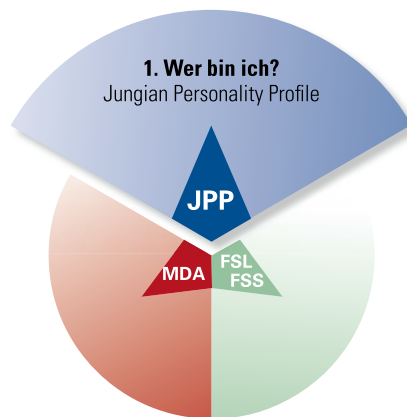 1. Wer bin ich?
Jungian Personality Profile
JPP
MDA
FSL
FSS